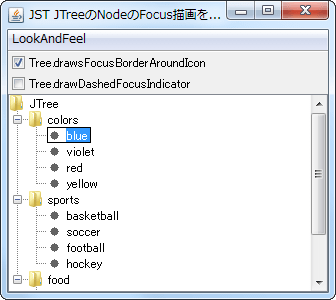 JST JTreeのNodeのFocus描画を...
LookAndFeel
Tree.drawsFocusBorderAroundIcon
Tree.drawDashedFocusIndicator
JTree
colors
blue
violet
red
yellow
sports
basketball
soccer
football
hockey
food